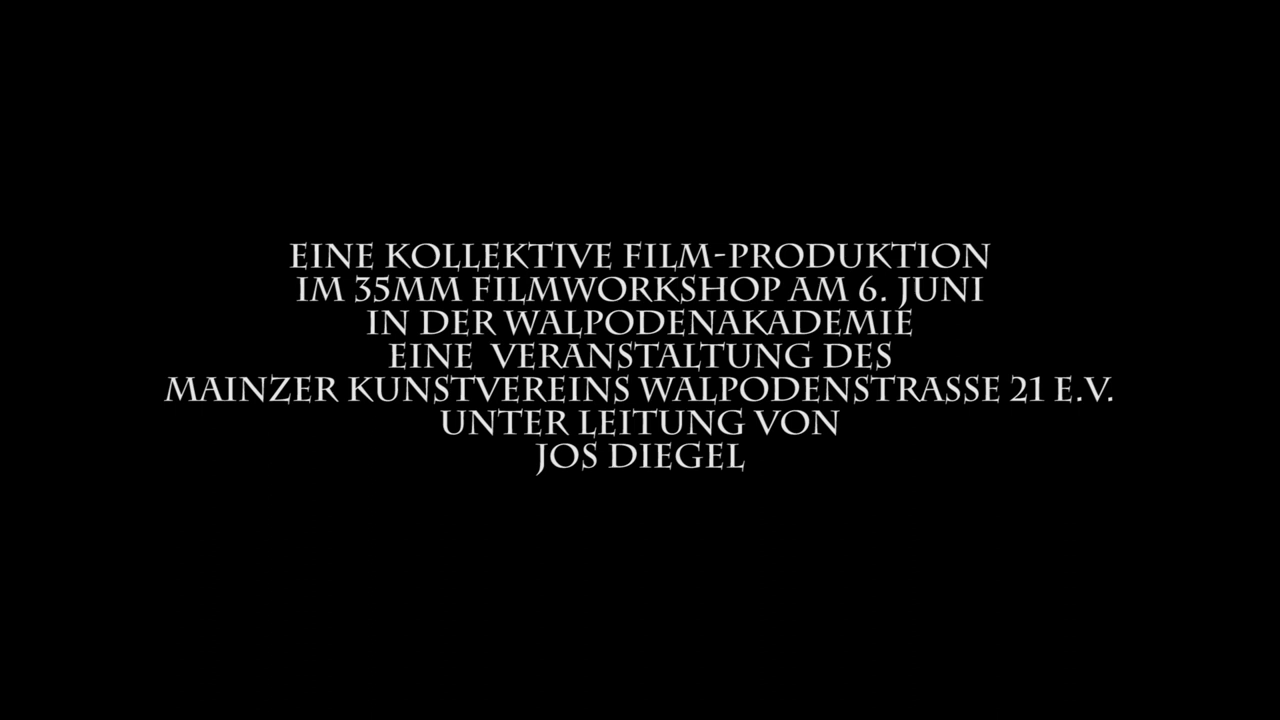 EINE KOLLEKTIVE FILM-PRODUKTION
IM 35MM FILMWORKSHOP AM 6. JUNI
IN DER WALPODENAKADEMIE
EINE VERANSTALTUNG DES
MAINZER KUNSTVEREINS WALPODENSTRASSE 21 E.V.
UNTER LEITUNG VON
JOS DIEGEL